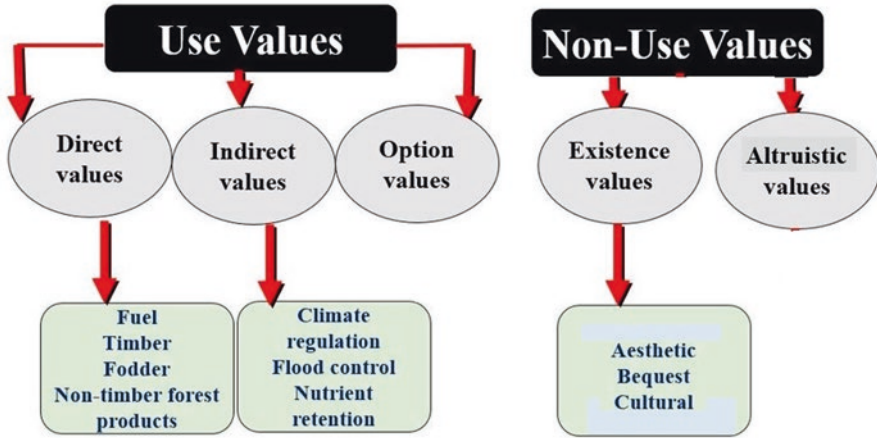 Use Values
Non-Use Values
Direct
values
Indirect
values
Option
values
Existence
values
Altruistic
values
Fuel
Timber
Fodder
Non-timber forest
products
Climate
regulation
Flood control
Nutrient
retention
Aesthetic
Bequest
Cultural